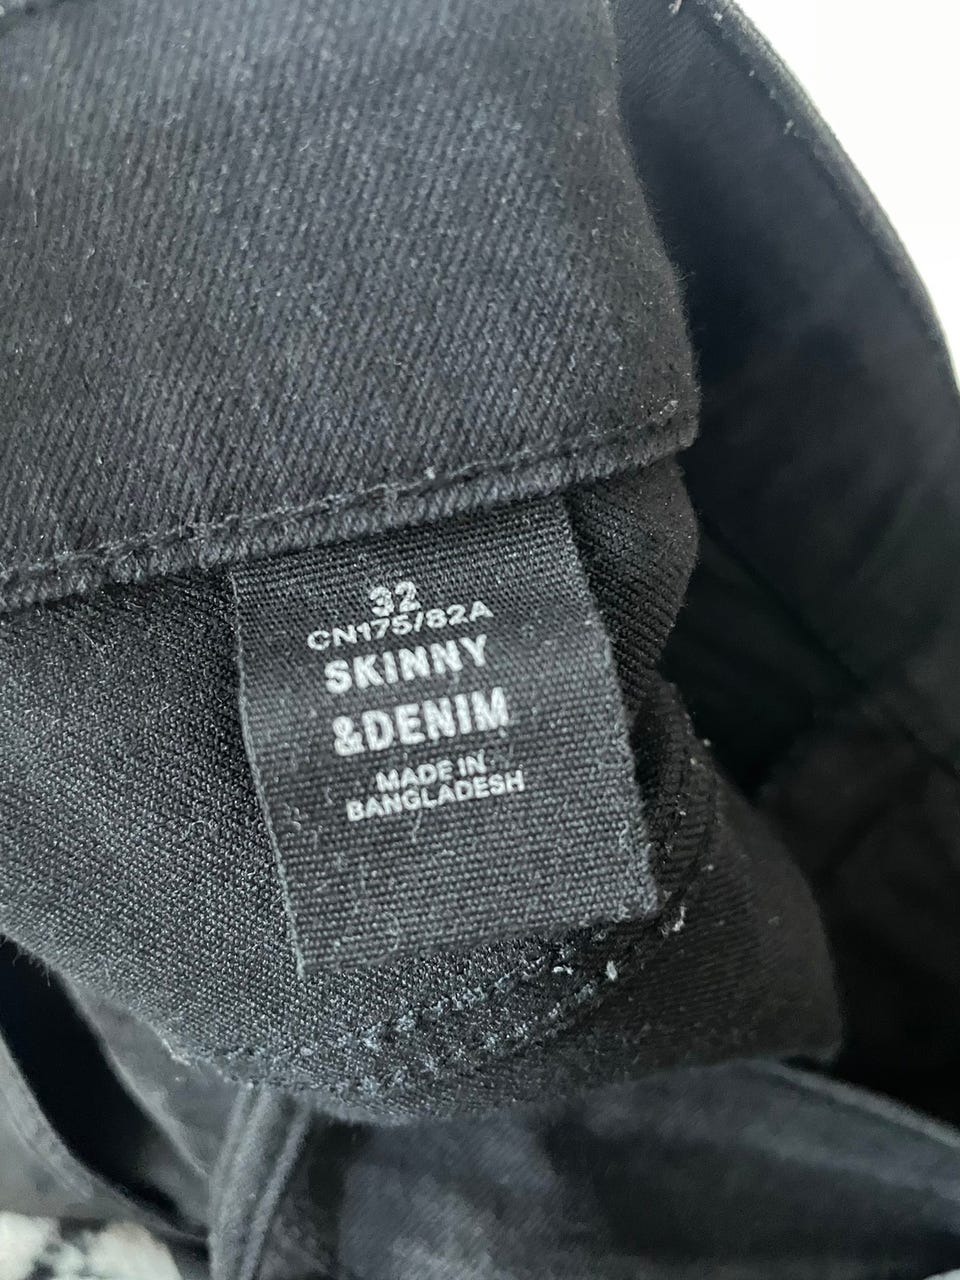 32
CN175/82A
SKINNY
&DENIM
MADE IN
BANGLADESH